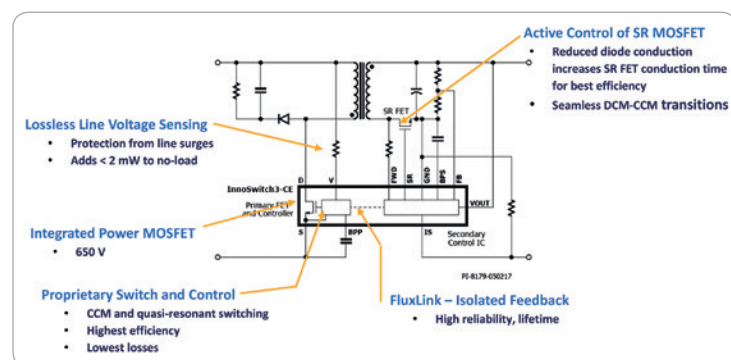 Active Control of SR MOSFET
• Reduced diode conduction
increases SR FET conduction time
for best efficiency
• Seamless DCM-CCM transitions
SR FET
Lossless Line Voltage Sensing
• Protection from line surges
• Adds < 2 mW to no-load
D
V
FWD
SR
GND
BPS
FB
InnoSwitch3-CE
Primary FET
and Controller
VOUT
S
BPP
IS
Secondary
Control IC
Integrated Power MOSFET
• 650 V
PI-8179-030217
Proprietary Switch and Control
• CCM and quasi-resonant switching
• Highest efficiency
• Lowest losses
FluxLink – Isolated Feedback
• High reliability, lifetime